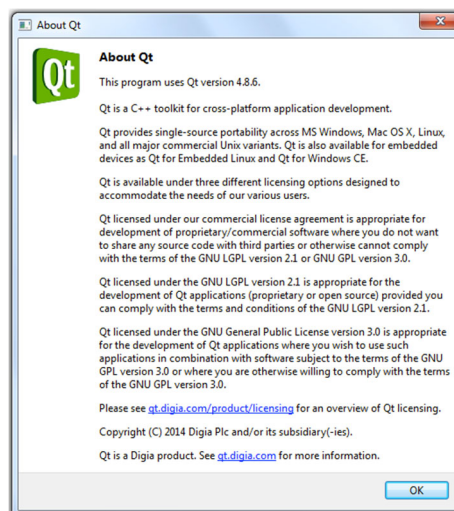 About Qt
Qt
About Qt
This program uses Qt version 4.8.6.
Qt is a C++ toolkit for cross-platform application development.
Qt provides single-source portability across MS Windows, Mac OS X, Linux,
and all major commercial Unix variants. Qt is also available for embedded
devices as Qt for Embedded Linux and Qt for Windows CE.
Qt is available under three different licensing options designed to
accommodate the needs of our various users.
Qt licensed under our commercial license agreement is appropriate for
development of proprietary/commercial software where you do not want
to share any source code with third parties or otherwise cannot comply
with the terms of the GNU LGPL version 2.1 or GNU GPL version 3.0.
Qt licensed under the GNU LGPL version 2.1 is appropriate for the
development of Qt applications (proprietary or open source) provided you
can comply with the terms and conditions of the GNU LGPL version 2.1.
Qt licensed under the GNU General Public License version 3.0 is appropriate
for the development of Qt applications where you wish to use such
applications in combination with software subject to the terms of the GNU
GPL version 3.0 or where you are otherwise willing to comply with the terms
of the GNU GPL version 3.0.
Please see qt.digia.com/product/licensing for an overview of Qt licensing.
Copyright (C) 2014 Digia Plc and/or its subsidiary(-ies).
Qt is a Digia product. See qt.digia.com for more information.
OK